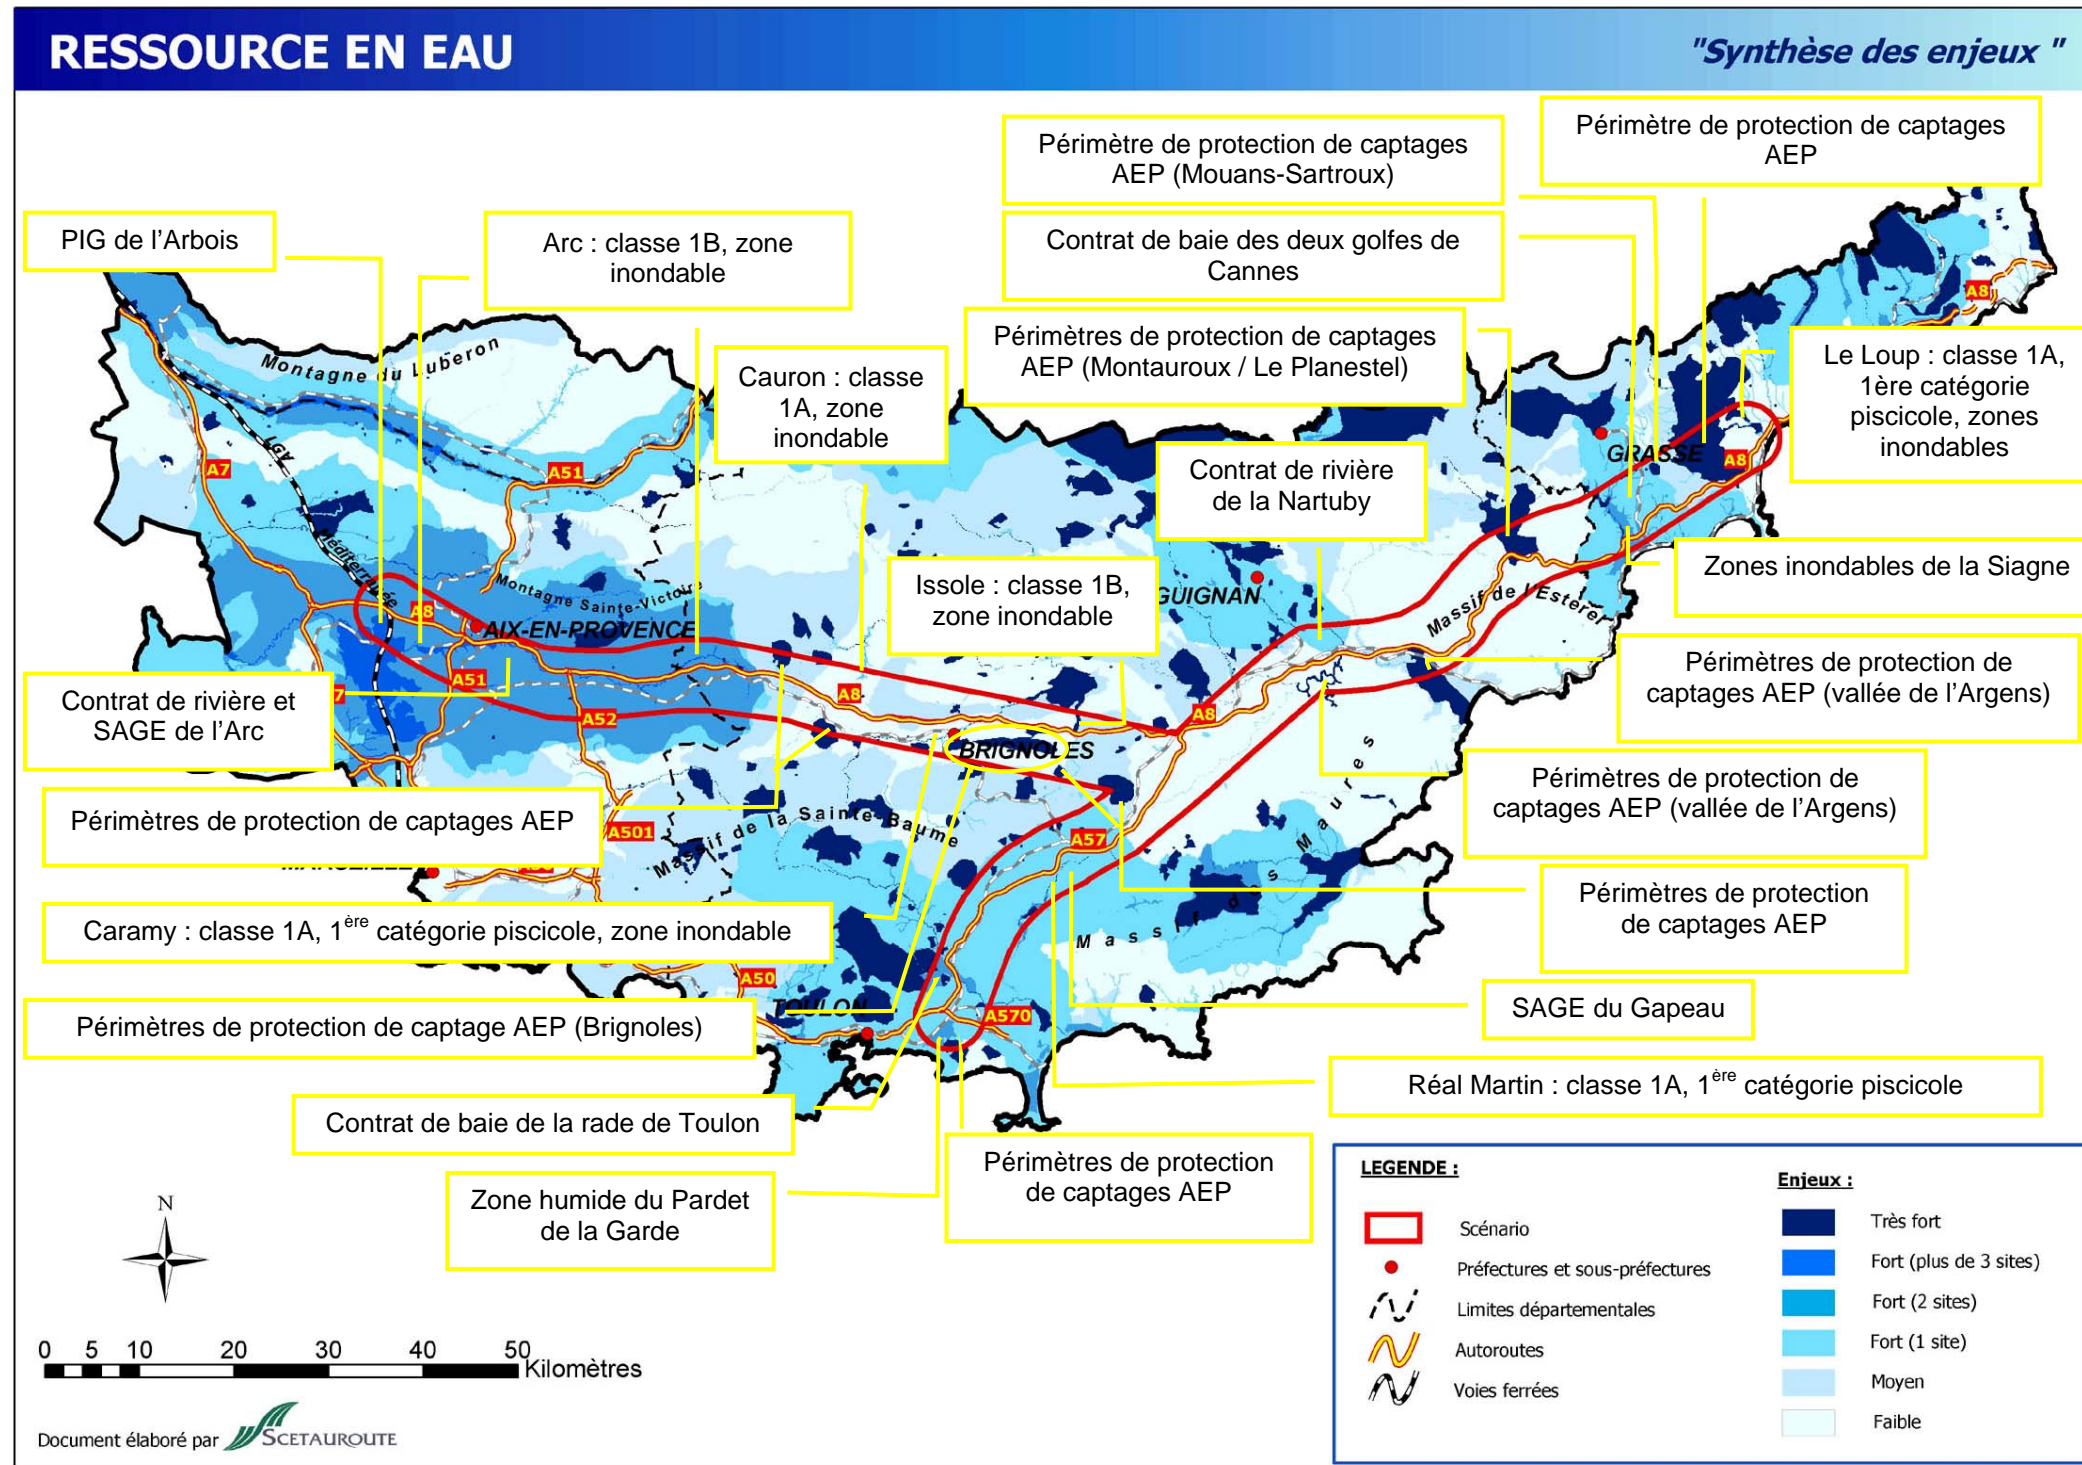 RESSOURCE EN EAU
"Synthèse des enjeux "
Périmètre de protection de captages
AEP (Mouans-Sartroux)
Périmètre de protection de captages
AEP
PIG de l’Arbois
Arc : classe 1B, zone
inondable
Contrat de baie des deux golfes de
Cannes
Périmètres de protection de captages
AEP (Montauroux / Le Planestel)
Le Loup : classe 1A,
1ère catégorie
piscicole, zones
inondables
Cauron : classe
1A, zone
inondable
Contrat de rivière
de la Nartuby
Issole : classe 1B,
zone inondable
Zones inondables de la Siagne
Périmètres de protection de
captages AEP (vallée de l’Argens)
Contrat de rivière et
SAGE de l’Arc
Périmètres de protection de
captages AEP (vallée de l’Argens)
Périmètres de protection de captages AEP
Périmètres de protection
de captages AEP
Caramy : classe 1A, 1ère catégorie piscicole, zone inondable
SAGE du Gapeau
Périmètres de protection de captage AEP (Brignoles)
Réal Martin : classe 1A, 1ère catégorie piscicole
Contrat de baie de la rade de Toulon
Périmètres de protection
de captages AEP
Zone humide du Pardet
de la Garde
Montagne du Luberon
LGV
Méditerranée
A7
A51
A8
Montagne Sainte-Victoire
AIX-EN-PROVENCE
A51
A52
A8
A8
GUIGNAN
GRASSE
A8
A8
Massif de l'Esterel
BRIGNOLES
A501
Massif de la Sainte-Baume
A57
Massif des Maures
A50
TOULON
A570
N
0 5 10 20 30 40 50
Kilomètres
Document élaboré par SCETAUROUTE
LEGENDE :
Scénario
Préfectures et sous-préfectures
Limites départementales
Autoroutes
Voies ferrées
Enjeux :
Très fort
Fort (plus de 3 sites)
Fort (2 sites)
Fort (1 site)
Moyen
Faible